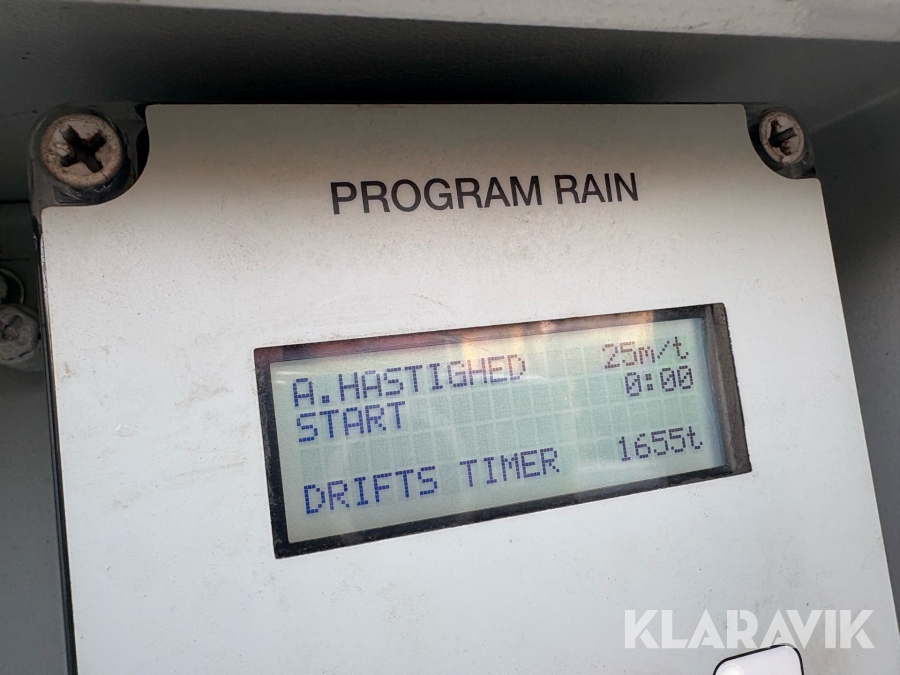 PROGRAM RAIN
A.HASTIGHED 25m/t
START 0:00
DRIFTS TIMER 1655t
KLARAVIK